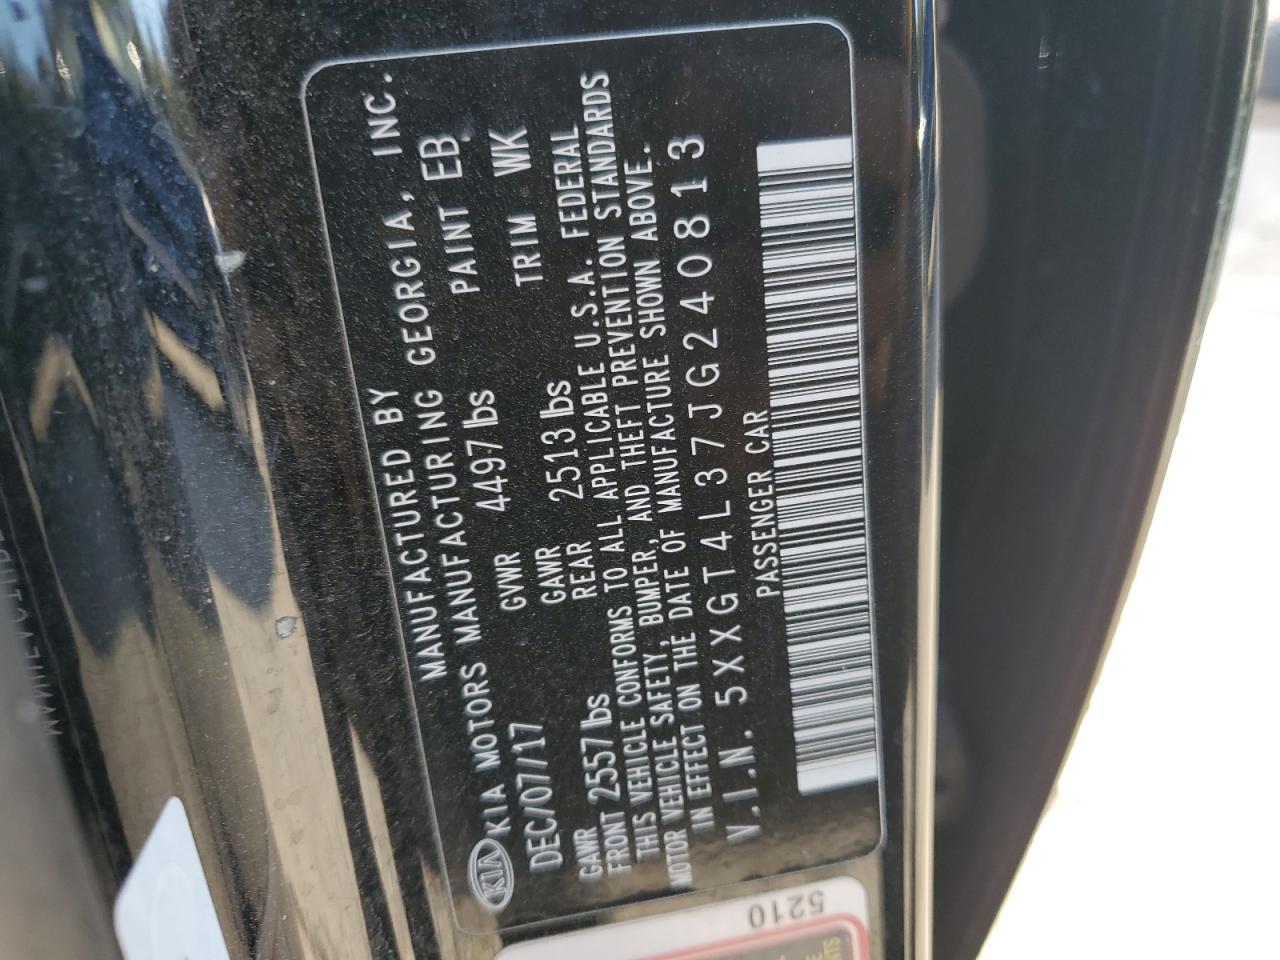 MANUFACTURED BY
KIA KIA MOTORS MANUFACTURING GEORGIA, INC.
DEC/07/17 GVWR 4497 lbs PAINT EB
GAWR FRONT 2557 lbs GAWR REAR 2513 lbs TRIM WK
THIS VEHICLE CONFORMS TO ALL APPLICABLE U.S.A. FEDERAL
MOTOR VEHICLE SAFETY, BUMPER, AND THEFT PREVENTION STANDARDS
IN EFFECT ON THE DATE OF MANUFACTURE SHOWN ABOVE.
V.I.N. 5XXGT4L37JG240813
PASSENGER CAR
5210